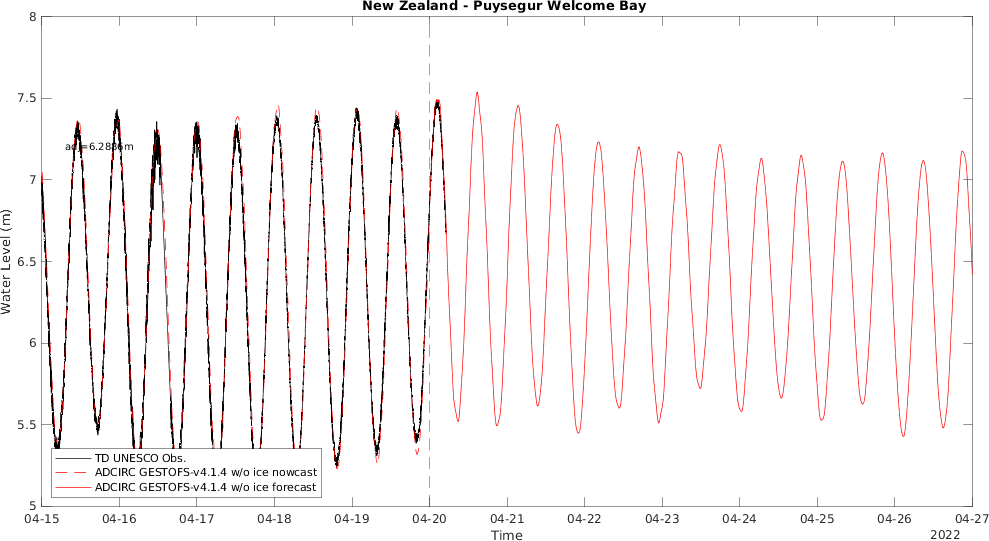 New Zealand - Puysegur Welcome Bay
8
7.5
7
6.5
6
5.5
5
Water Level (m)
TD UNESCO Obs.
ADCIRC GESTOFS-v4.1.4 w/o ice nowcast
ADCIRC GESTOFS-v4.1.4 w/o ice forecast
04-15 04-16 04-17 04-18 04-19 04-20 04-21 04-22 04-23 04-24 04-25 04-26 04-27
Time
2022